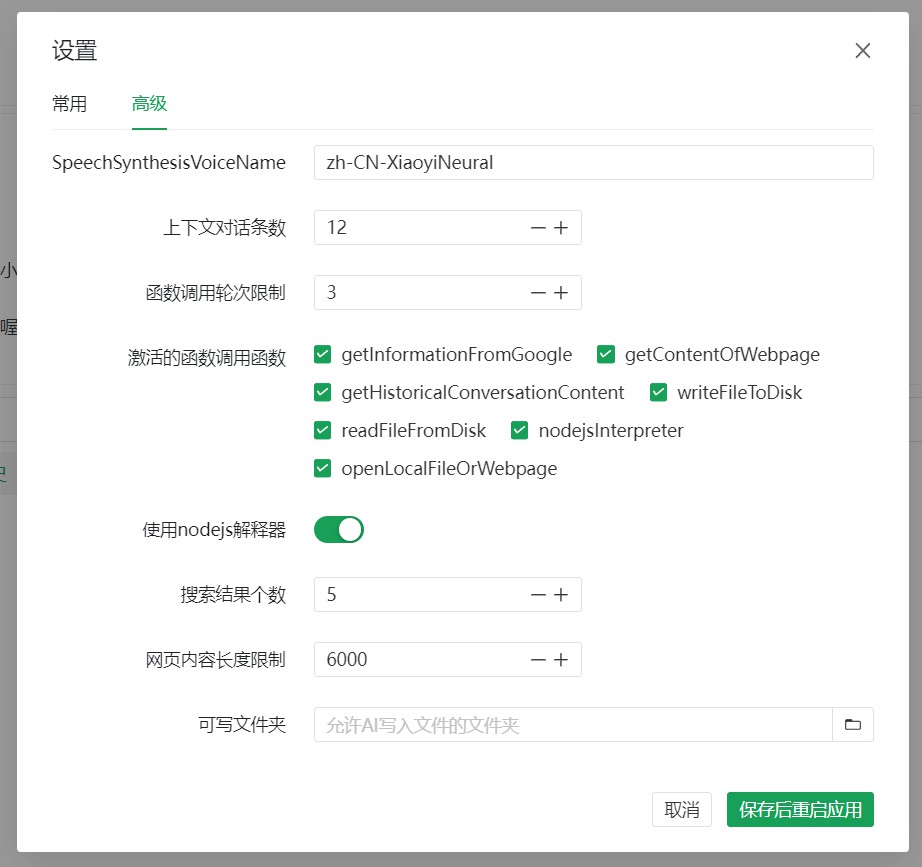 设置
常用 高级
SpeechSynthesisVoiceName zh-CN-XiaoyiNeural
上下文对话条数 12
小
函数调用轮次限制 3
喔
激活的函数调用函数 getInformationFromGoogle getContentOfWebpage
getHistoricalConversationContent writeFileToDisk
readFileFromDisk nodejsInterpreter
openLocalFileOrWebpage
使用nodejs解释器
搜索结果个数 5
网页内容长度限制 6000
可写文件夹 允许AI写入文件的文件夹
取消 保存后重启应用